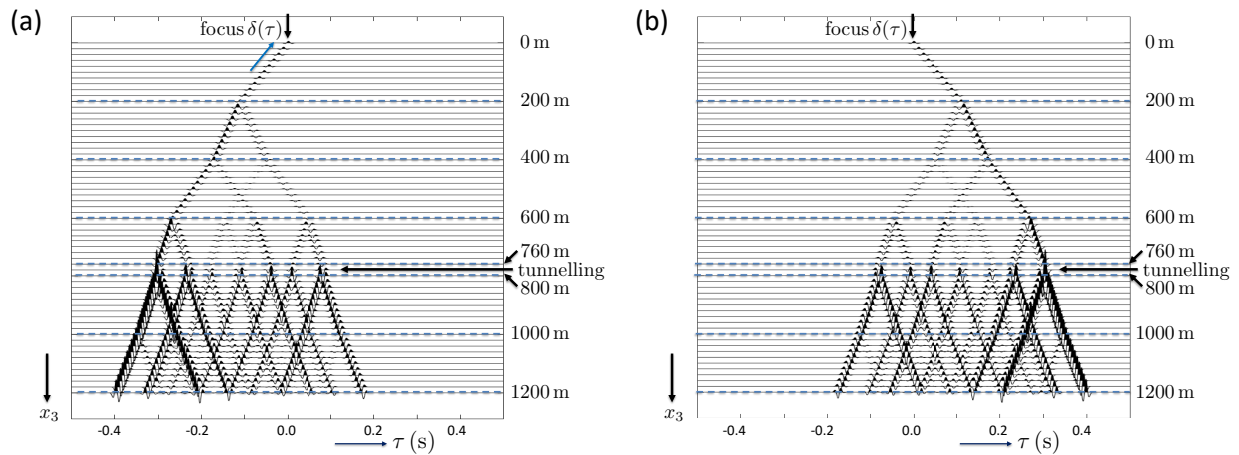 (a)
focus δ(τ)
0 m
200 m
400 m
600 m
760 m
tunnelling
800 m
1000 m
1200 m
x₃
-0.4
-0.2
0.0
0.2
0.4
τ (s)
(b)
focus δ(τ)
0 m
200 m
400 m
600 m
760 m
tunnelling
800 m
1000 m
1200 m
x₃
-0.4
-0.2
0.0
0.2
0.4
τ (s)